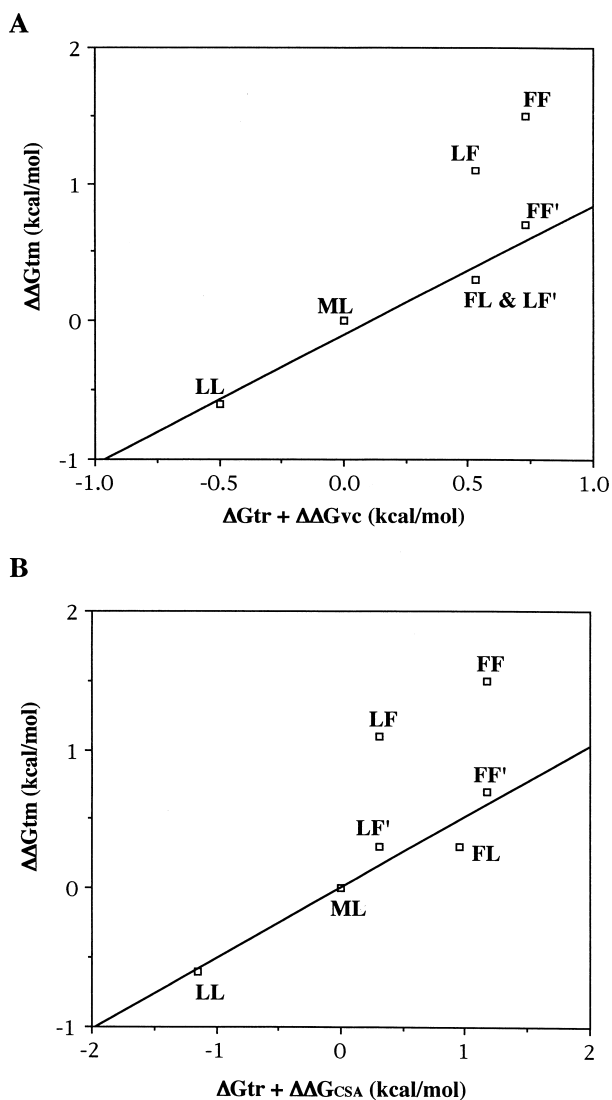 A
2
FF
LF
ΔΔGtm (kcal/mol)
1
FF'
ML
FL & LF'
0
LL
-1
-1.0 -0.5 0.0 0.5 1.0
ΔGtr + ΔΔGvc (kcal/mol)
B
2
FF
LF
ΔΔGtm (kcal/mol)
1
FF'
LF'
FL
0
ML
LL
-1
-2 -1 0 1 2
ΔGtr + ΔΔGCSA (kcal/mol)